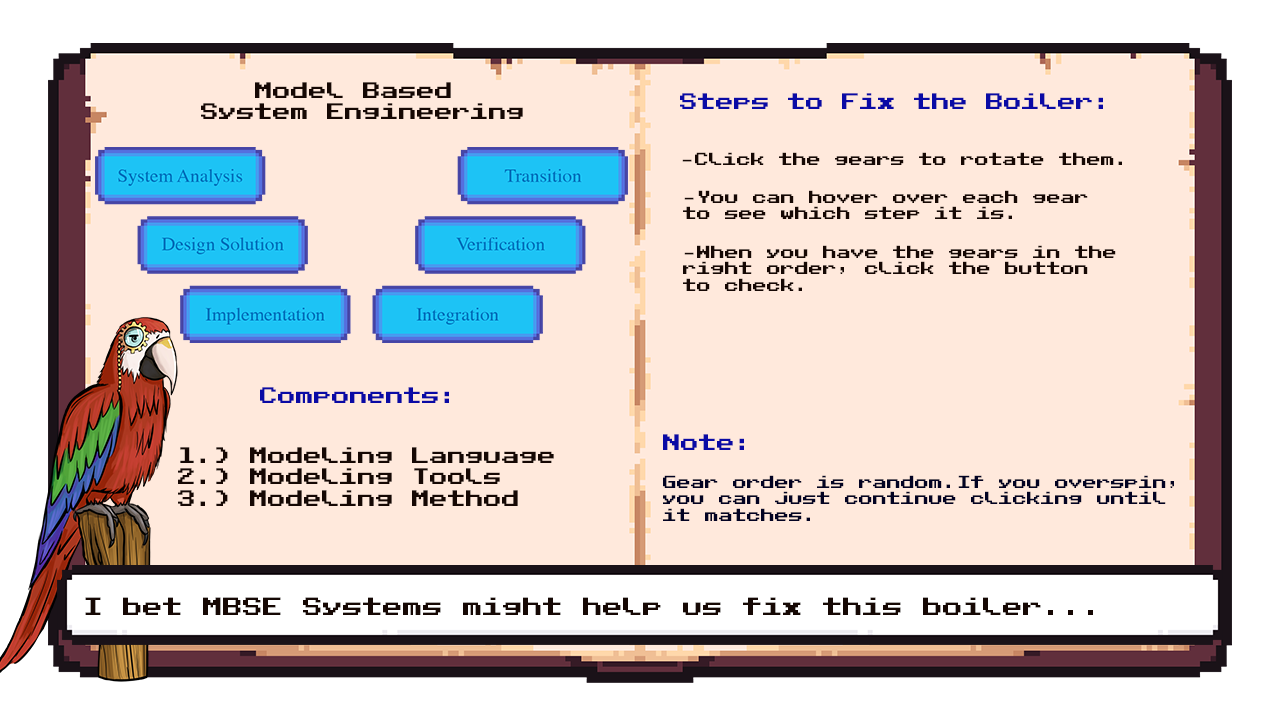 Model Based
System Engineering
System Analysis
Transition
Design Solution
Verification
Implementation
Integration
Components:
1.) Modeling Language
2.) Modeling Tools
3.) Modeling Method
Steps to Fix the Boiler:
-Click the gears to rotate them.
-You can hover over each gear
to see which step it is.
-When you have the gears in the
right order, click the button
to check.
Note:
Gear order is random.If you overspin,
you can just continue clicking until
it matches.
I bet MBSE Systems might help us fix this boiler...